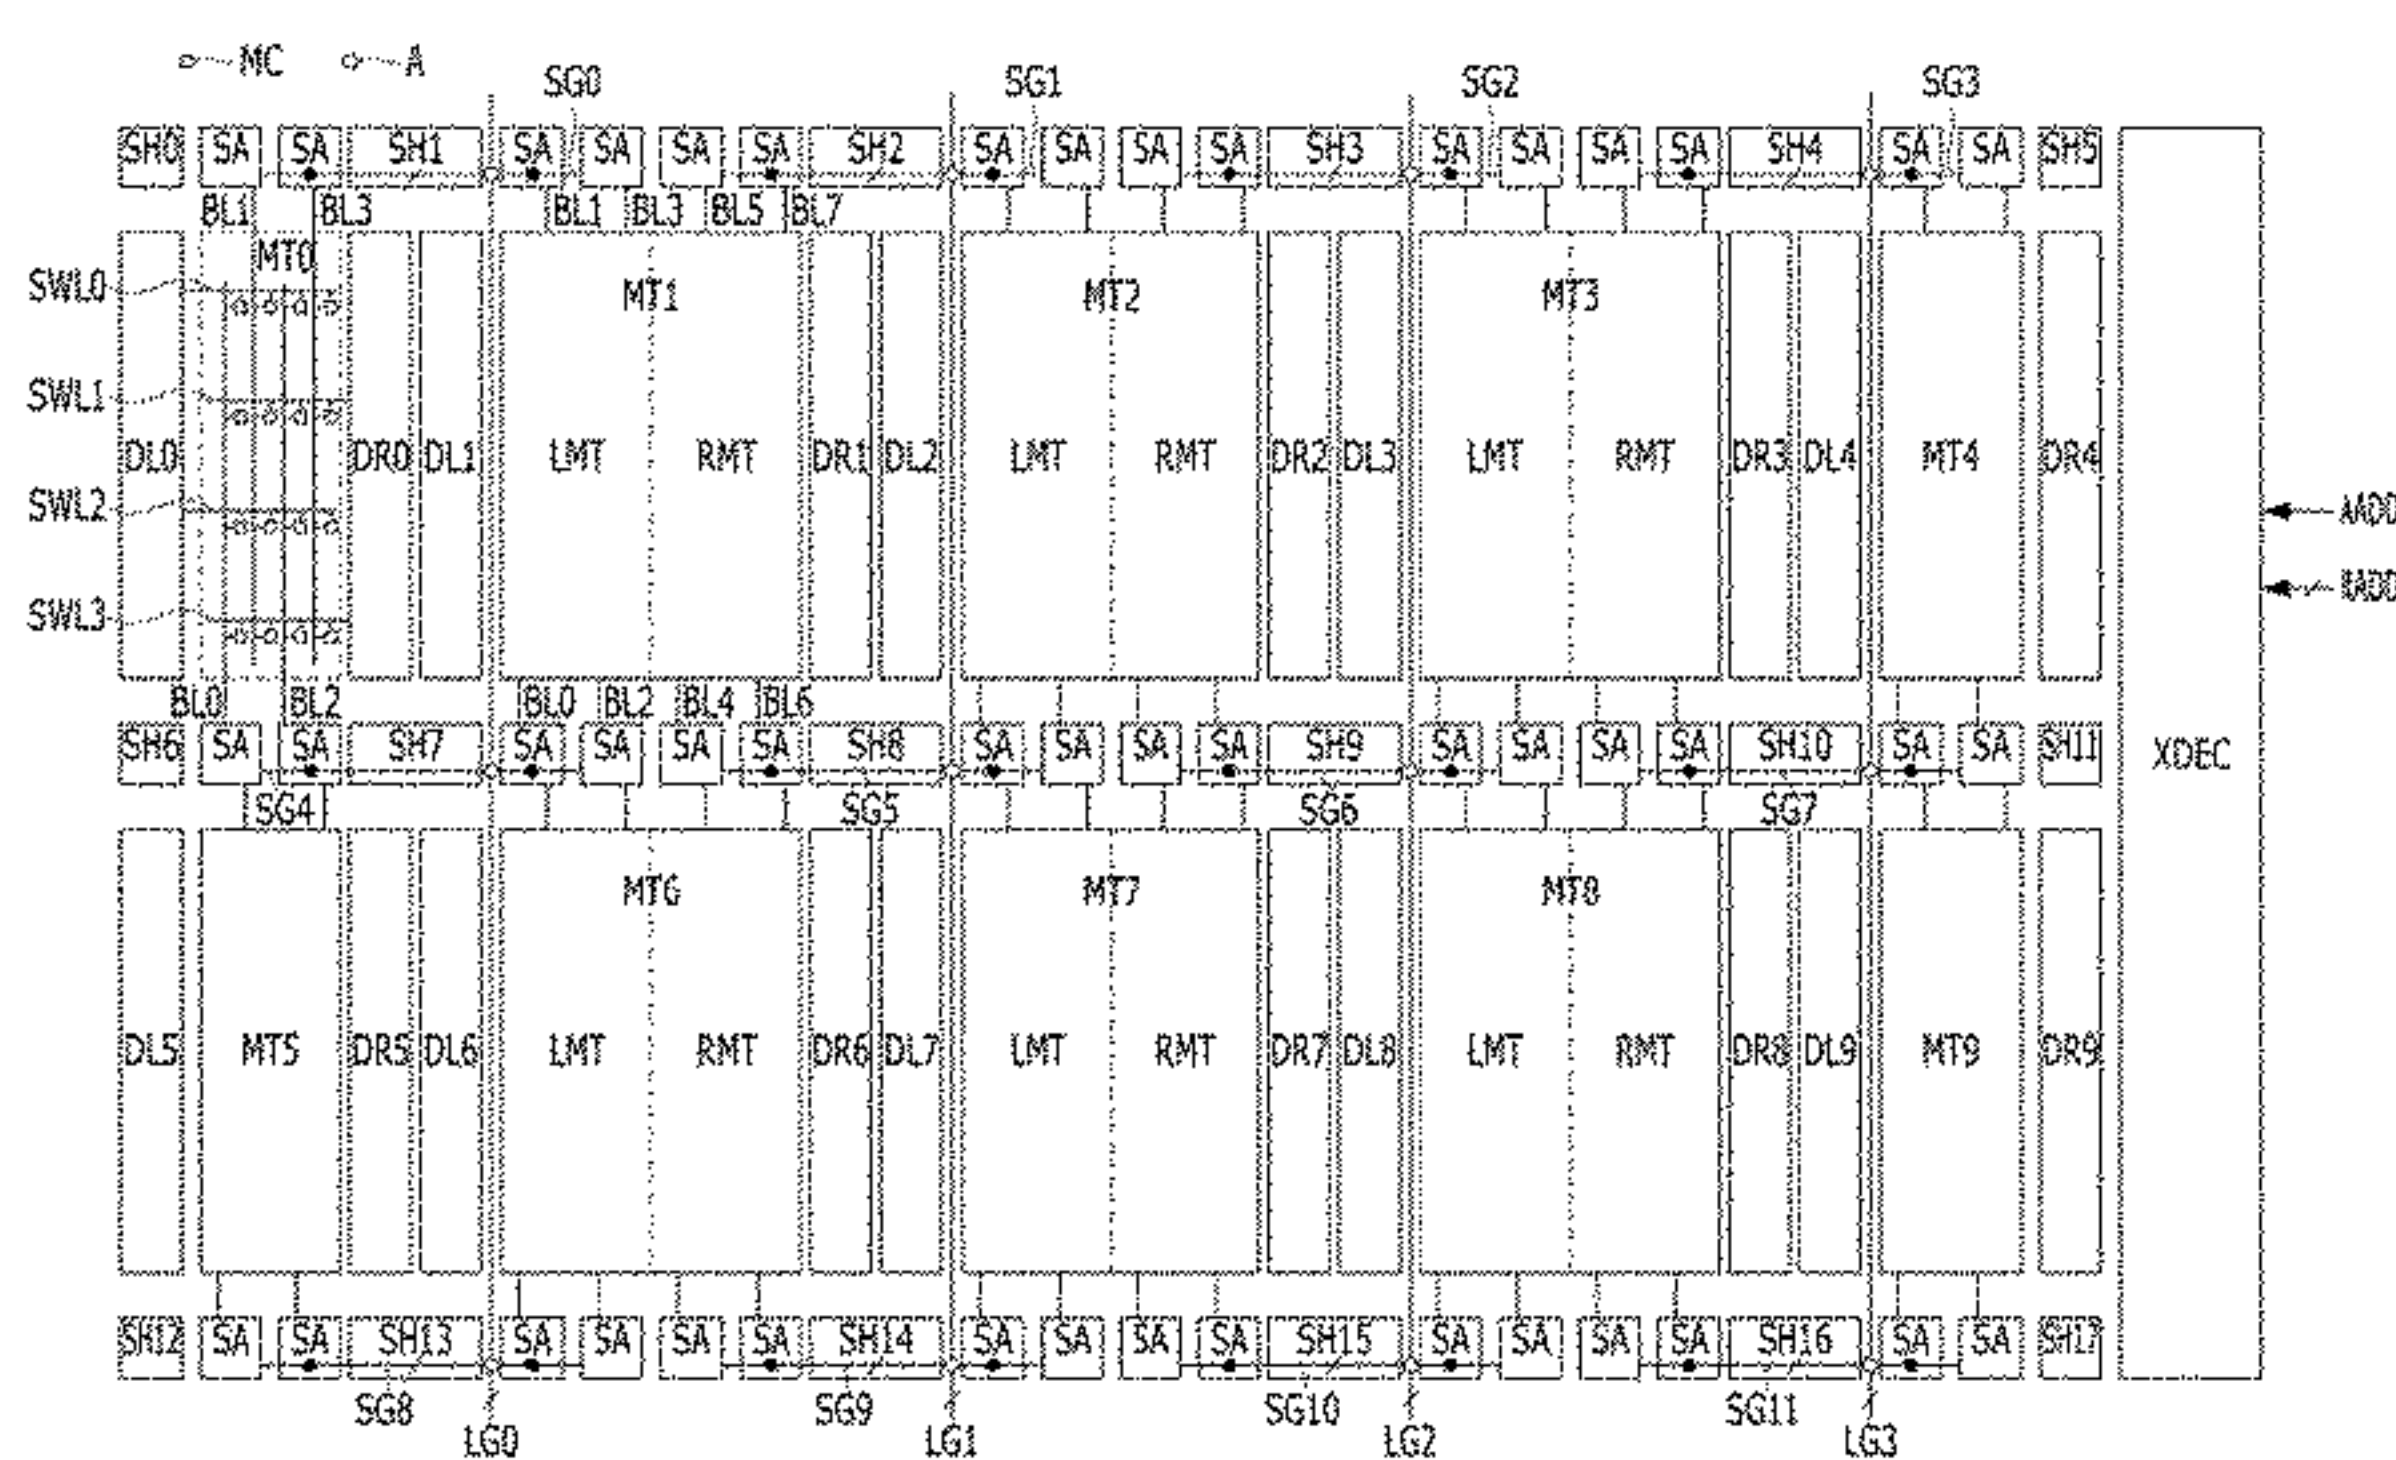 MC A
SG0 SG1 SG2 SG3
SH0 SA SA SH1 SA SA SA SA SH2 SA SA SA SA SH3 SA SA SA SA SH4 SA SA SH5
BL1 BL3 BL1 BL3 BL5 BL7
MT0
SWL0 MT1 MT2 MT3
SWL1
DL0 DR0 DL1 LMT RMT DR1 DL2 LMT RMT DR2 DL3 LMT RMT DR3 DL4 MT4 DR4
SWL2 AADD
RADD
SWL3
BL0 BL2 BL0 BL2 BL4 BL6
SH6 SA SA SH7 SA SA SA SA SH8 SA SA SA SA SH9 SA SA SA SA SH10 SA SA SH11 XDEC
SG4 SG5 SG6 SG7
MT6 MT7 MT8
DL5 MT5 DR5 DL6 LMT RMT DR6 DL7 LMT RMT DR7 DL8 LMT RMT DR8 DL9 MT9 DR9
SH12 SA SA SH13 SA SA SA SA SH14 SA SA SA SA SH15 SA SA SA SA SH16 SA SA SH17
SG8 SG9 SG10 SG11
LG0 LG1 LG2 LG3